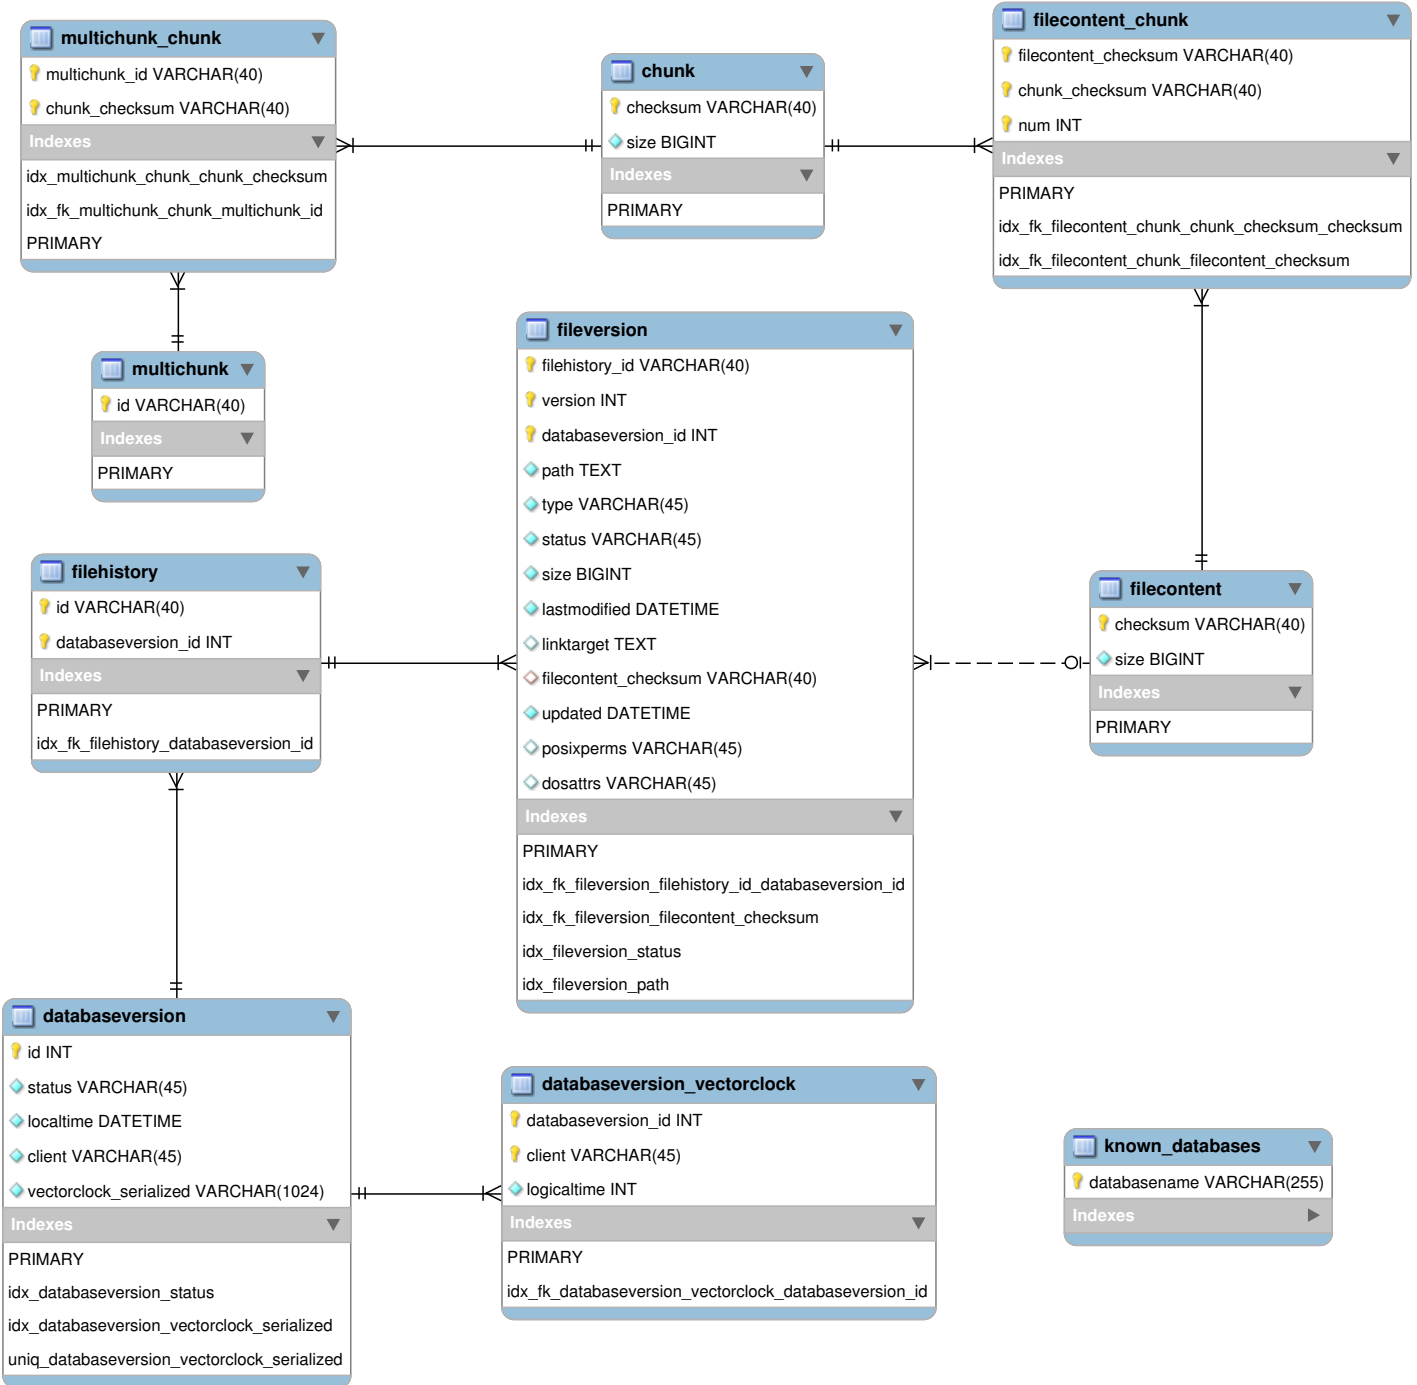 multichunk_chunk
multichunk_id VARCHAR(40)
chunk_checksum VARCHAR(40)
Indexes
idx_multichunk_chunk_chunk_checksum
idx_fk_multichunk_chunk_multichunk_id
PRIMARY
chunk
checksum VARCHAR(40)
size BIGINT
Indexes
PRIMARY
filecontent_chunk
filecontent_checksum VARCHAR(40)
chunk_checksum VARCHAR(40)
num INT
Indexes
PRIMARY
idx_fk_filecontent_chunk_chunk_checksum_checksum
idx_fk_filecontent_chunk_filecontent_checksum
multichunk
id VARCHAR(40)
Indexes
PRIMARY
fileversion
filehistory_id VARCHAR(40)
version INT
databaseversion_id INT
path TEXT
type VARCHAR(45)
status VARCHAR(45)
size BIGINT
lastmodified DATETIME
linktarget TEXT
filecontent_checksum VARCHAR(40)
updated DATETIME
posixperms VARCHAR(45)
dosattrs VARCHAR(45)
Indexes
PRIMARY
idx_fk_fileversion_filehistory_id_databaseversion_id
idx_fk_fileversion_filecontent_checksum
idx_fileversion_status
idx_fileversion_path
filehistory
id VARCHAR(40)
databaseversion_id INT
Indexes
PRIMARY
idx_fk_filehistory_databaseversion_id
filecontent
checksum VARCHAR(40)
size BIGINT
Indexes
PRIMARY
databaseversion
id INT
status VARCHAR(45)
localtime DATETIME
client VARCHAR(45)
vectorclock_serialized VARCHAR(1024)
Indexes
PRIMARY
idx_databaseversion_status
idx_databaseversion_vectorclock_serialized
uniq_databaseversion_vectorclock_serialized
databaseversion_vectorclock
databaseversion_id INT
client VARCHAR(45)
logicaltime INT
Indexes
PRIMARY
idx_fk_databaseversion_vectorclock_databaseversion_id
known_databases
databasename VARCHAR(255)
Indexes